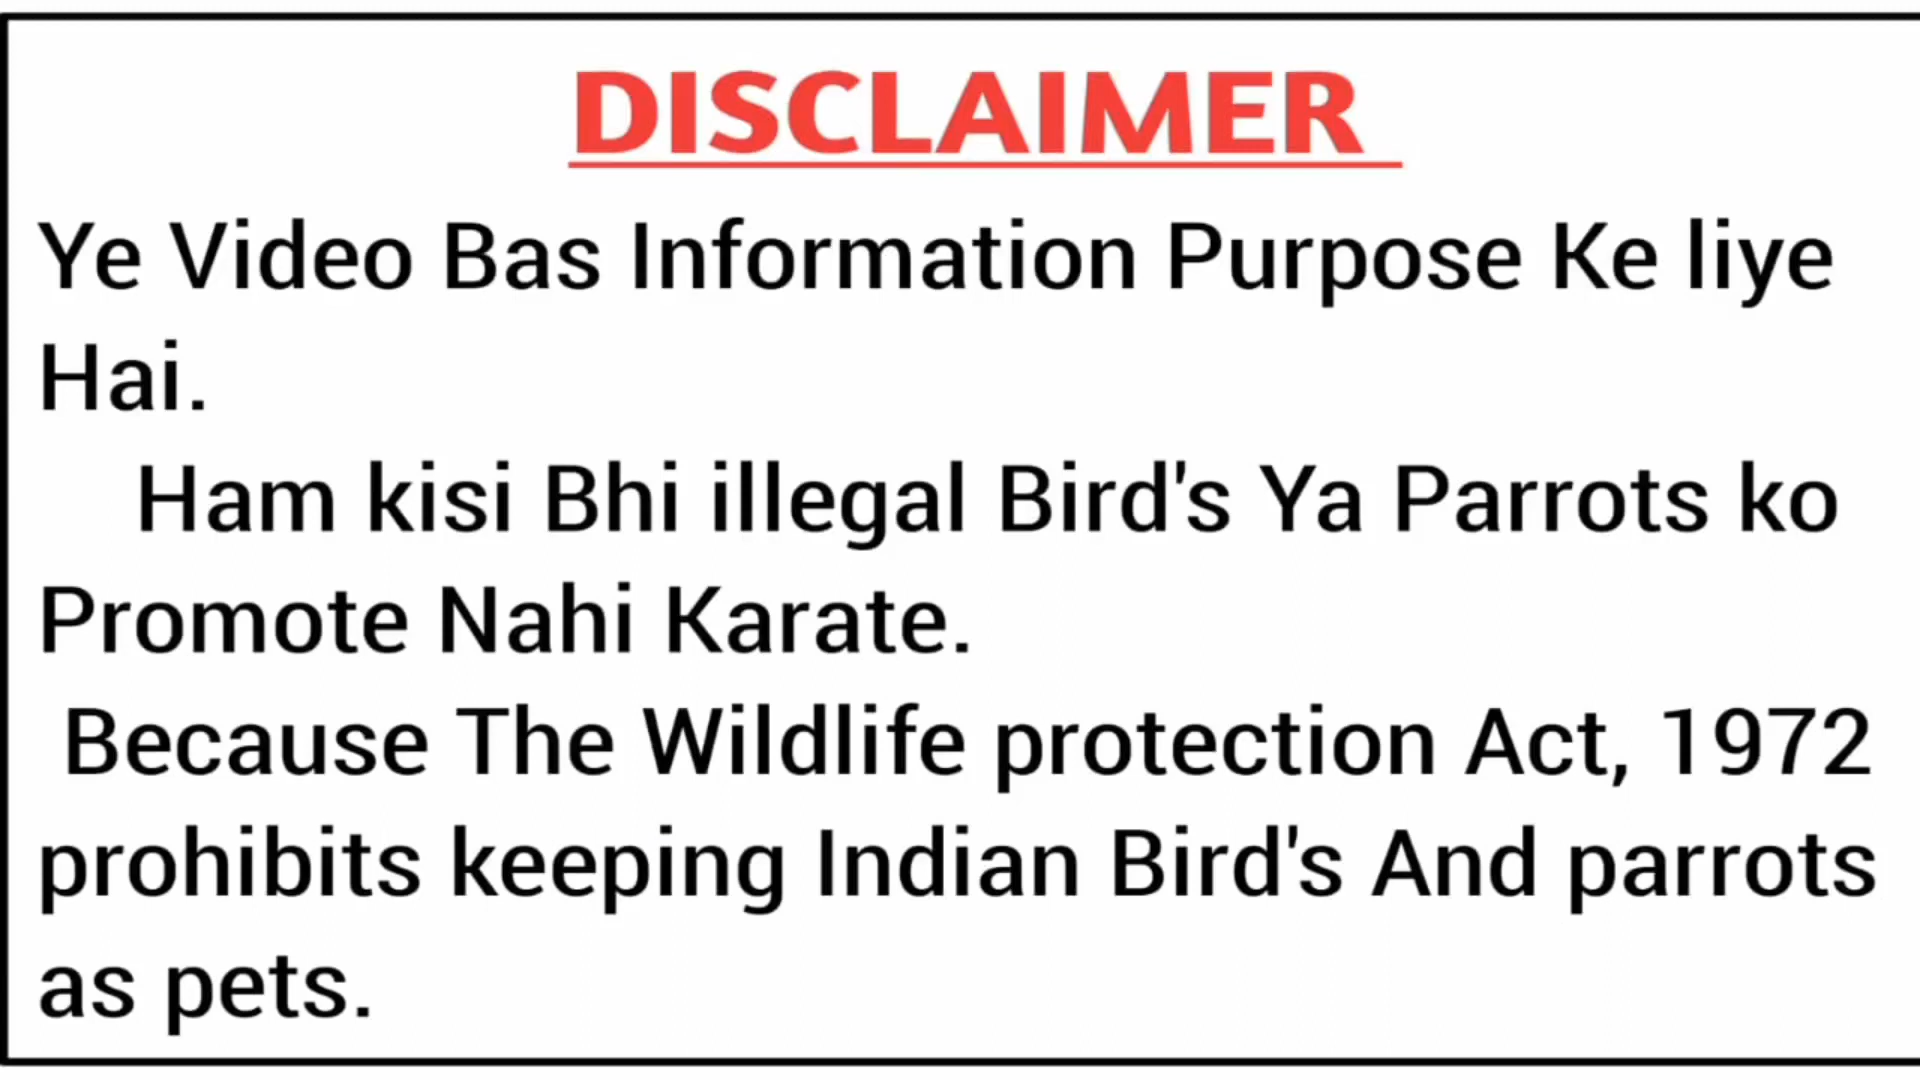 DISCLAIMER
Ye Video Bas Information Purpose Ke liye
Hai.
Ham kisi Bhi illegal Bird's Ya Parrots ko
Promote Nahi Karate.
Because The Wildlife protection Act, 1972
prohibits keeping Indian Bird's And parrots
as pets.